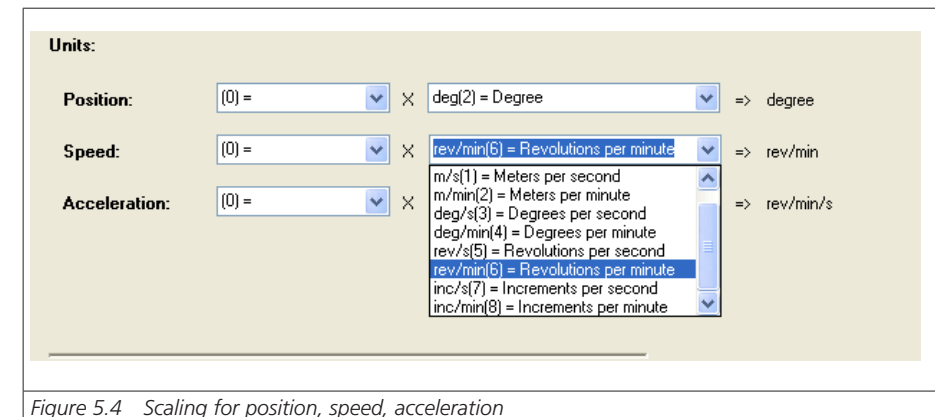 Units:
Position: (0) = X deg(2) = Degree => degree
Speed: (0) = X rev/min(6) = Revolutions per minute => rev/min
m/s(1) = Meters per second
m/min(2) = Meters per minute
Acceleration: (0) = X deg/s(3) = Degrees per second => rev/min/s
deg/min(4) = Degrees per minute
rev/s(5) = Revolutions per second
rev/min(6) = Revolutions per minute
inc/s(7) = Increments per second
inc/min(8) = Increments per minute
Figure 5.4 Scaling for position, speed, acceleration